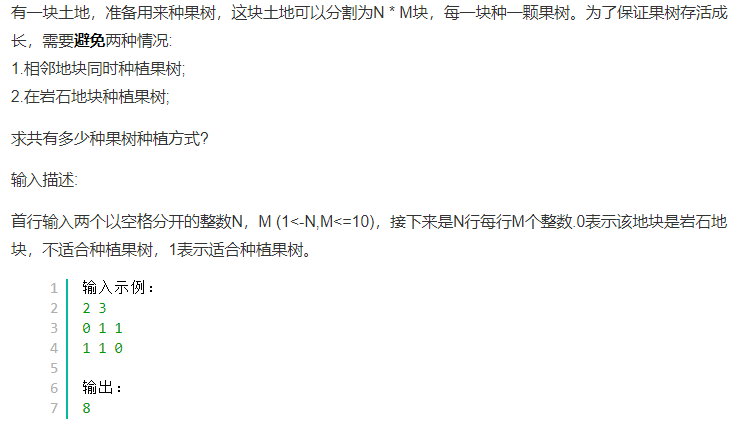 有一块土地，准备用来种果树，这块土地可以分割为N * M块，每一块种一颗果树。为了保证果树存活成
长，需要避免两种情况:
1.相邻地块同时种植果树;
2.在岩石地块种植果树;
求共有多少种果树种植方式?
输入描述:
首行输入两个以空格分开的整数N，M (1<-N,M<=10)，接下来是N行每行M个整数.0表示该地块是岩石地
块，不适合种植果树，1表示适合种植果树。
1 输入示例：
2 2 3
3 0 1 1
4 1 1 0
5
6 输出：
7 8